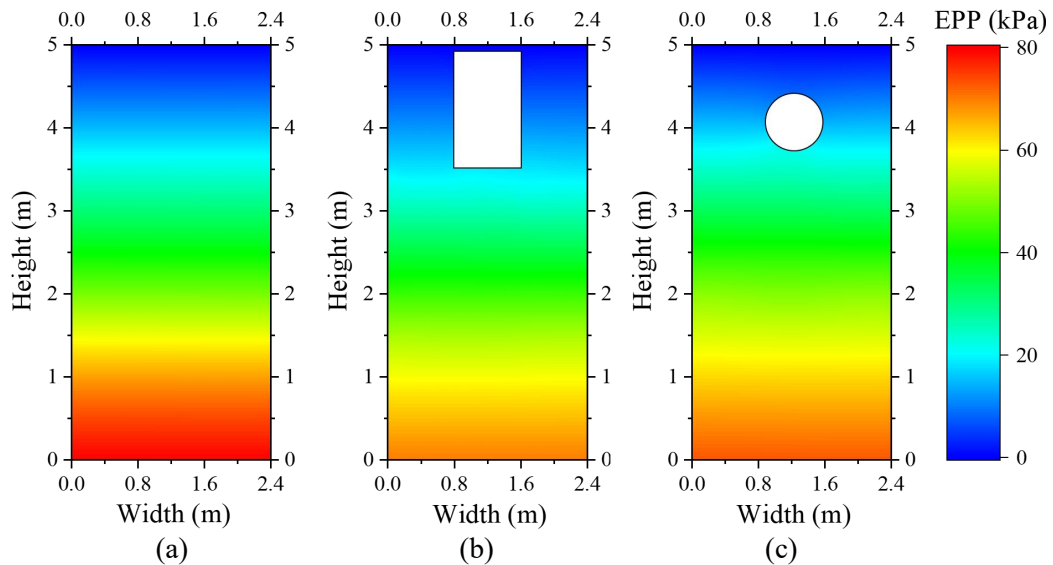 0.0 0.8 1.6 2.4 0.0 0.8 1.6 2.4 0.0 0.8 1.6 2.4 EPP (kPa)
5 5 5 5 5 5 80
4 4 4 4 4 4 60
3 3 3 3 3 3
Height (m) Height (m) Height (m) 40
2 2 2 2 2 2
1 1 1 1 1 1 20
0 0 0 0 0 0 0
0.0 0.8 1.6 2.4 0.0 0.8 1.6 2.4 0.0 0.8 1.6 2.4
Width (m) Width (m) Width (m)
(a) (b) (c)